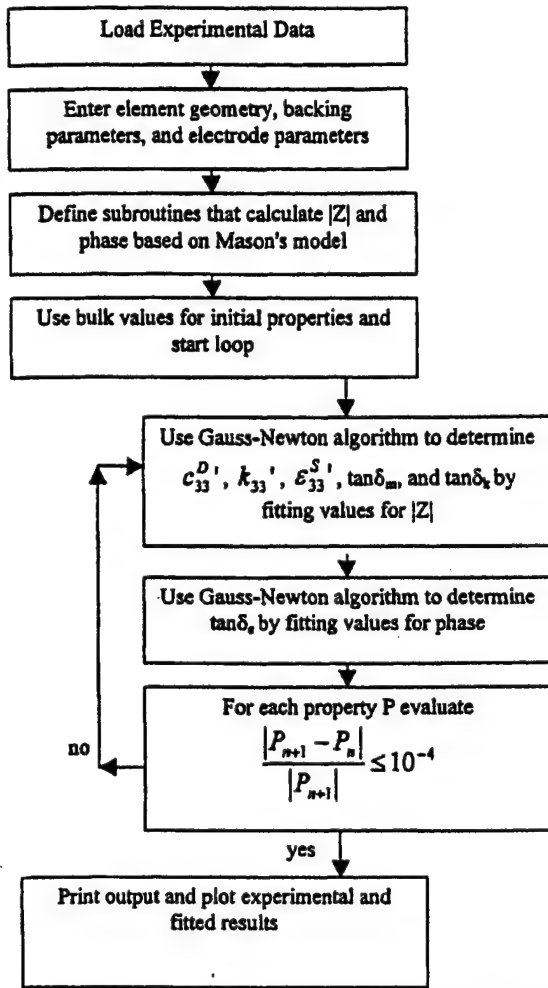 Load Experimental Data
Enter element geometry, backing
parameters, and electrode parameters
Define subroutines that calculate |Z| and
phase based on Mason's model
Use bulk values for initial properties and
start loop
Use Gauss-Newton algorithm to determine
c₃₃ᴰ', k₃₃', ε₃₃ˢ', tanδₘ, and tanδₖ by
fitting values for |Z|
Use Gauss-Newton algorithm to determine
tanδₑ by fitting values for phase
For each property P evaluate
|Pₙ₊₁ − Pₙ|
/ |Pₙ₊₁| ≤ 10⁻⁴
no
yes
Print output and plot experimental and
fitted results